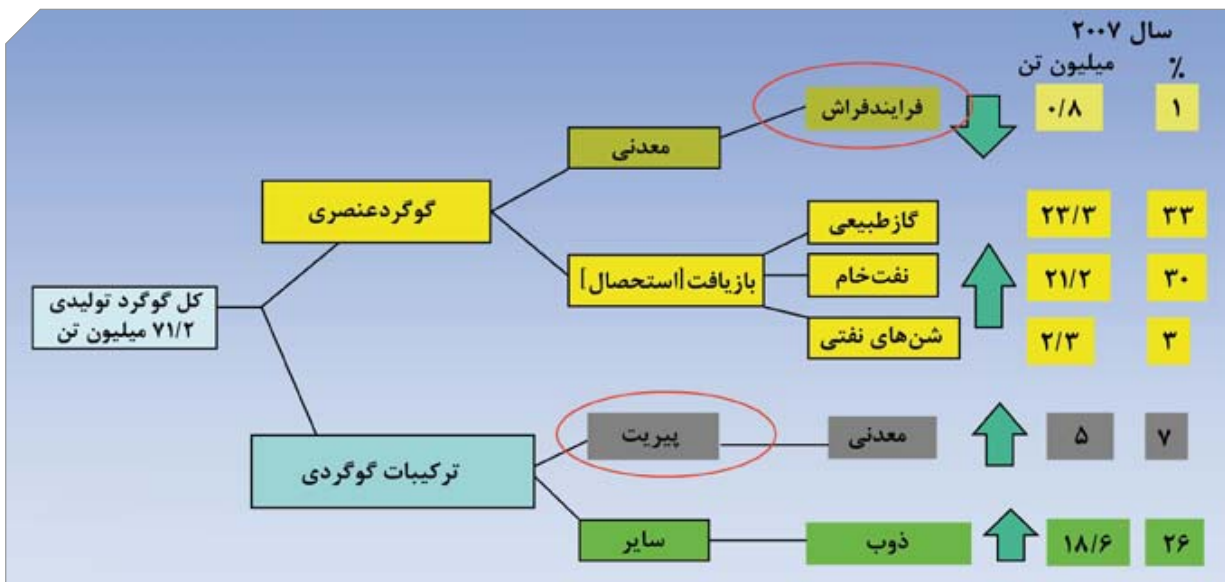 سال ۲۰۰۷
میلیون تن
٪
فرایندفراش
۰/۸
۱
معدنی
گوگردعنصری
گازطبیعی
۲۳/۳
۳۳
بازیافت[استحصال]
نفت‌خام
۲۱/۲
۳۰
شن‌های نفتی
۲/۳
۳
کل گوگرد تولیدی
۷۱/۲ میلیون تن
ترکیبات گوگردی
پیریت
معدنی
۵
۷
سایر
ذوب
۱۸/۶
۲۶